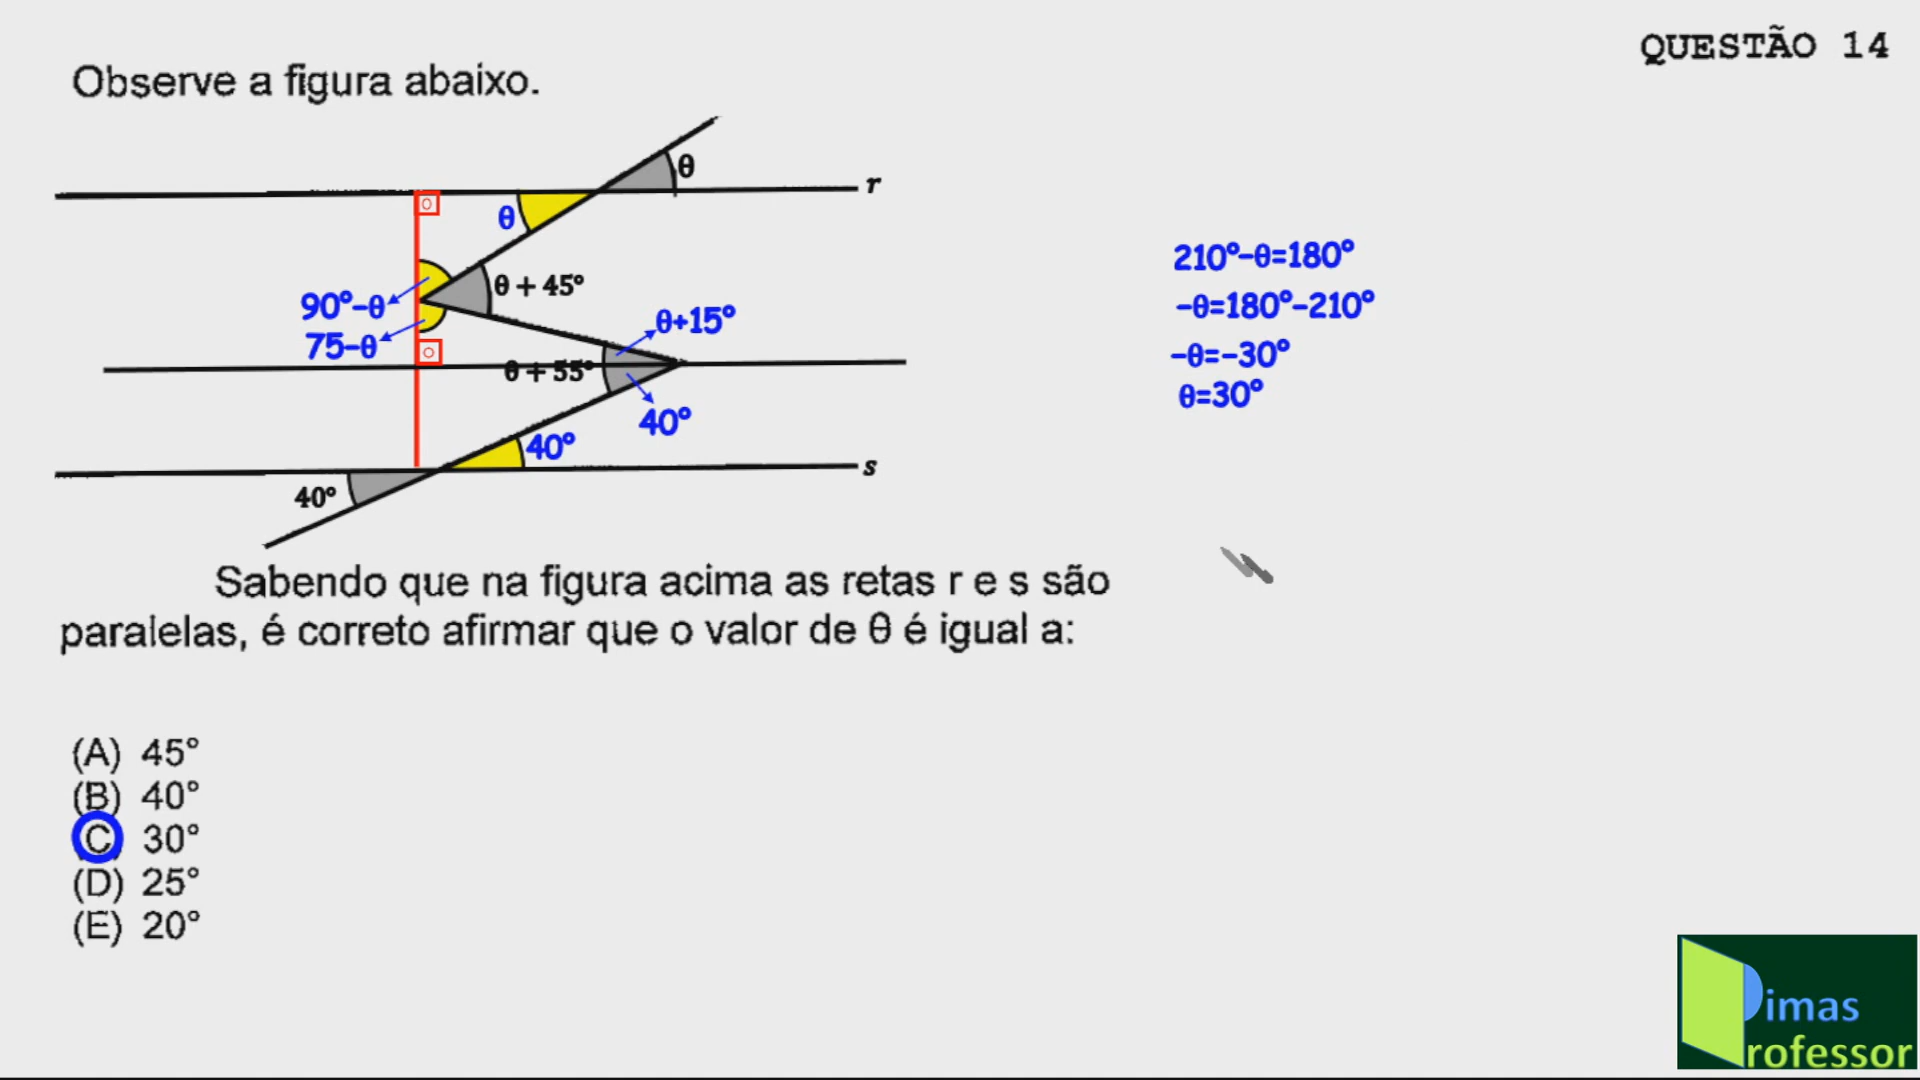 QUESTÃO 14
Observe a figura abaixo.
θ
r
θ
θ + 45°
90°-θ
θ+15°
75-θ
θ + 55°
40°
40°
s
40°
210°-θ=180°
-θ=180°-210°
-θ=-30°
θ=30°
Sabendo que na figura acima as retas r e s são
paralelas, é correto afirmar que o valor de θ é igual a:
(A) 45°
(B) 40°
(C) 30°
(D) 25°
(E) 20°
Dimas
Professor